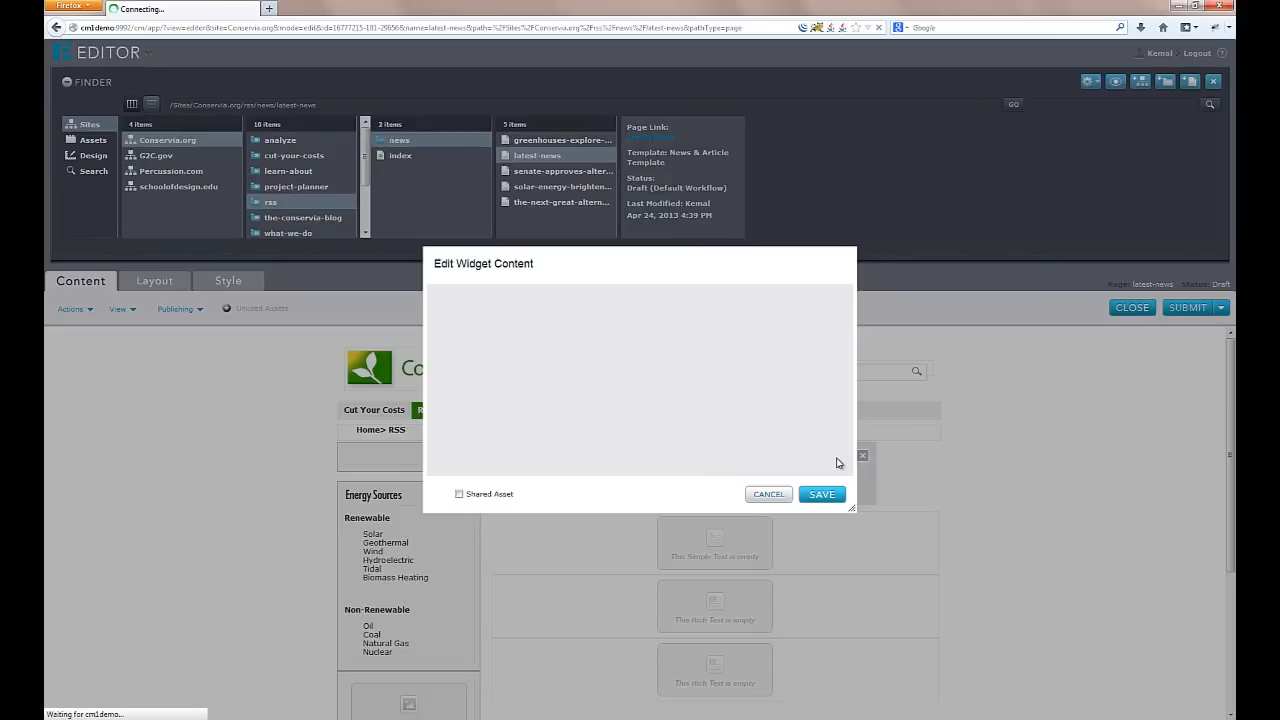 Firefox
Connecting...
cm1demo:9992/cm/app/?view=editor&site=Conservia.org&mode=edit&id=16777215-101-29656&name=latest-news&path=%2FSites%2FConservia.org%2Frss%2Fnews%2Flatest-news&pathType=page
Google
EDITOR
Kemal Logout
FINDER
/Sites/Conservia.org/rss/news/latest-news
GO
Sites
Assets
Design
Search
4 items
Conservia.org
G2C.gov
Percussion.com
schoolofdesign.edu
10 items
analyze
cut-your-costs
learn-about
project-planner
rss
the-conservia-blog
what-we-do
2 items
news
index
5 items
greenhouses-explore-...
latest-news
senate-approves-alter...
solar-energy-brighten...
the-next-great-altern...
Page Link:
Template: News & Article
Template
Status:
Draft (Default Workflow)
Last Modified: Kemal
Apr 24, 2013 4:39 PM
Content
Layout
Style
Page: latest-news Status: Draft
Actions
View
Publishing
Unused Assets
CLOSE
SUBMIT
Edit Widget Content
Shared Asset
CANCEL
SAVE
Co
Cut Your Costs
R
Home> RSS
Energy Sources
Renewable
Solar
Geothermal
Wind
Hydroelectric
Tidal
Biomass Heating
Non-Renewable
Oil
Coal
Natural Gas
Nuclear
This Simple Text is empty
This Rich Text is empty
This Rich Text is empty
Waiting for cm1demo...